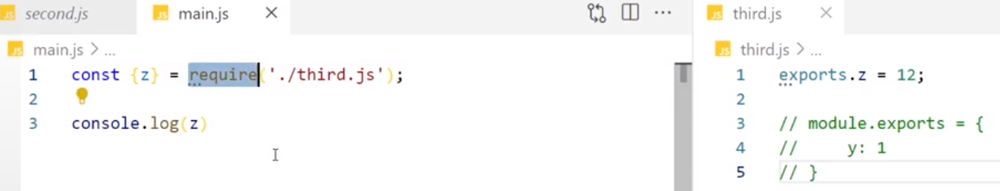 JS second.js
JS main.js
JS main.js > ...
1 const {z} = require('./third.js');
2
3 console.log(z)
JS third.js
JS third.js > ...
1 exports.z = 12;
2
3 // module.exports = {
4 //     y: 1
5 // }